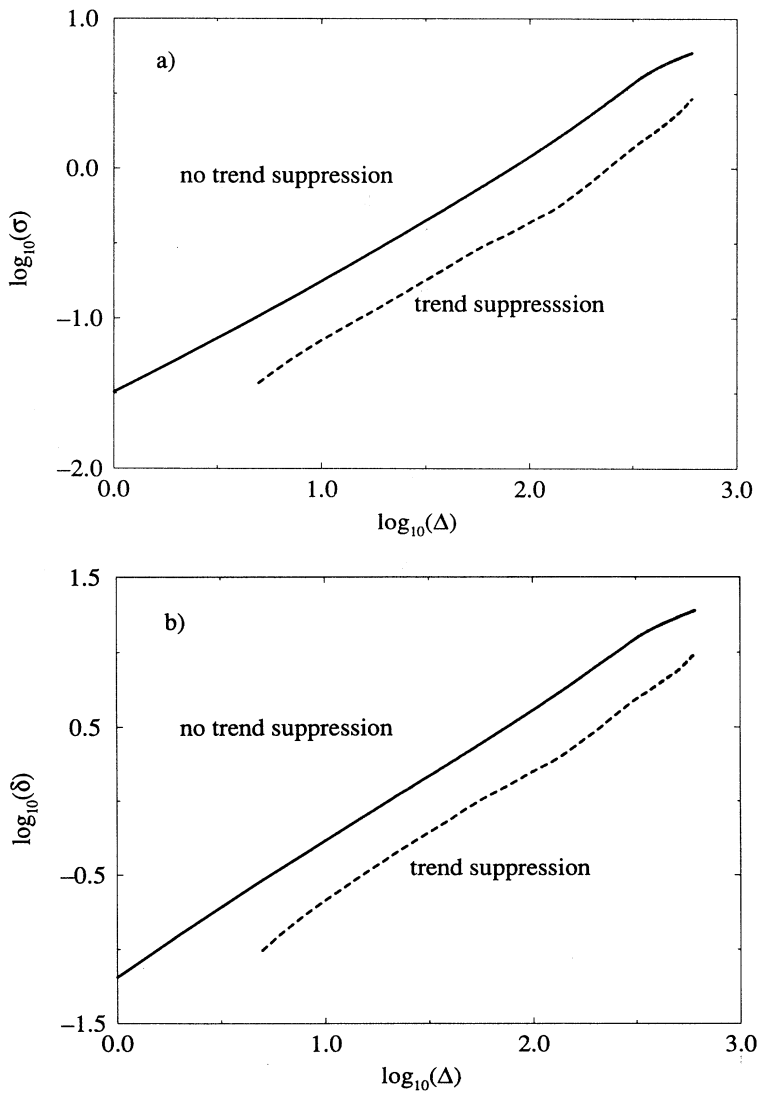 1.0
a)
no trend suppression
0.0
log10(σ)
trend suppresssion
−1.0
−2.0
0.0 1.0 2.0 3.0
log10(Δ)
1.5
b)
no trend suppression
0.5
log10(δ)
trend suppression
−0.5
−1.5
0.0 1.0 2.0 3.0
log10(Δ)